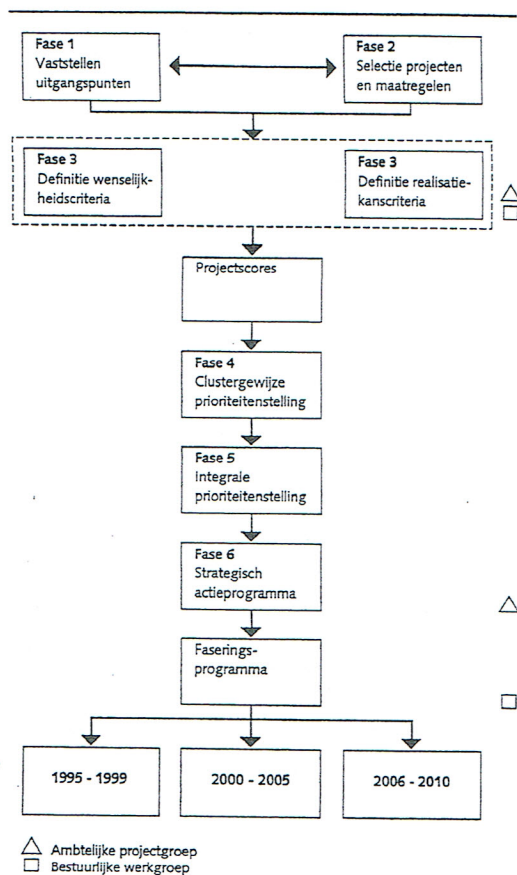 Fase 1
Vaststellen
uitgangspunten
Fase 2
Selectie projecten
en maatregelen
Fase 3
Definitie wenselijk-
heidscriteria
Fase 3
Definitie realisatie-
kanscriteria
Projectscores
Fase 4
Clustergewijze
prioriteitenstelling
Fase 5
Integrale
prioriteitenstelling
Fase 6
Strategisch
actieprogramma
Faserings-
programma
1995 - 1999
2000 - 2005
2006 - 2010
Ambtelijke projectgroep
Bestuurlijke werkgroep